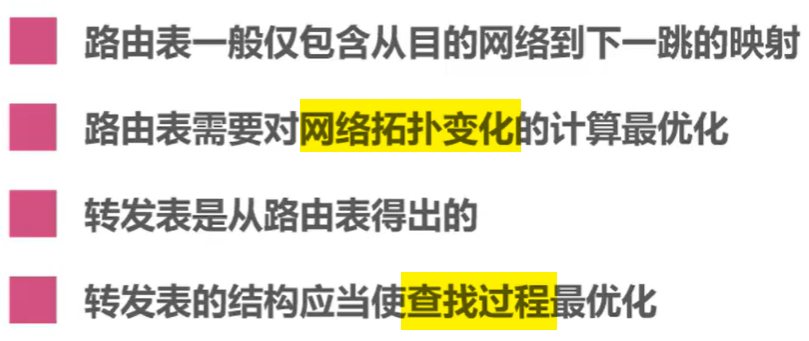 路由表一般仅包含从目的网络到下一跳的映射
路由表需要对网络拓扑变化的计算最优化
转发表是从路由表得出的
转发表的结构应当使查找过程最优化